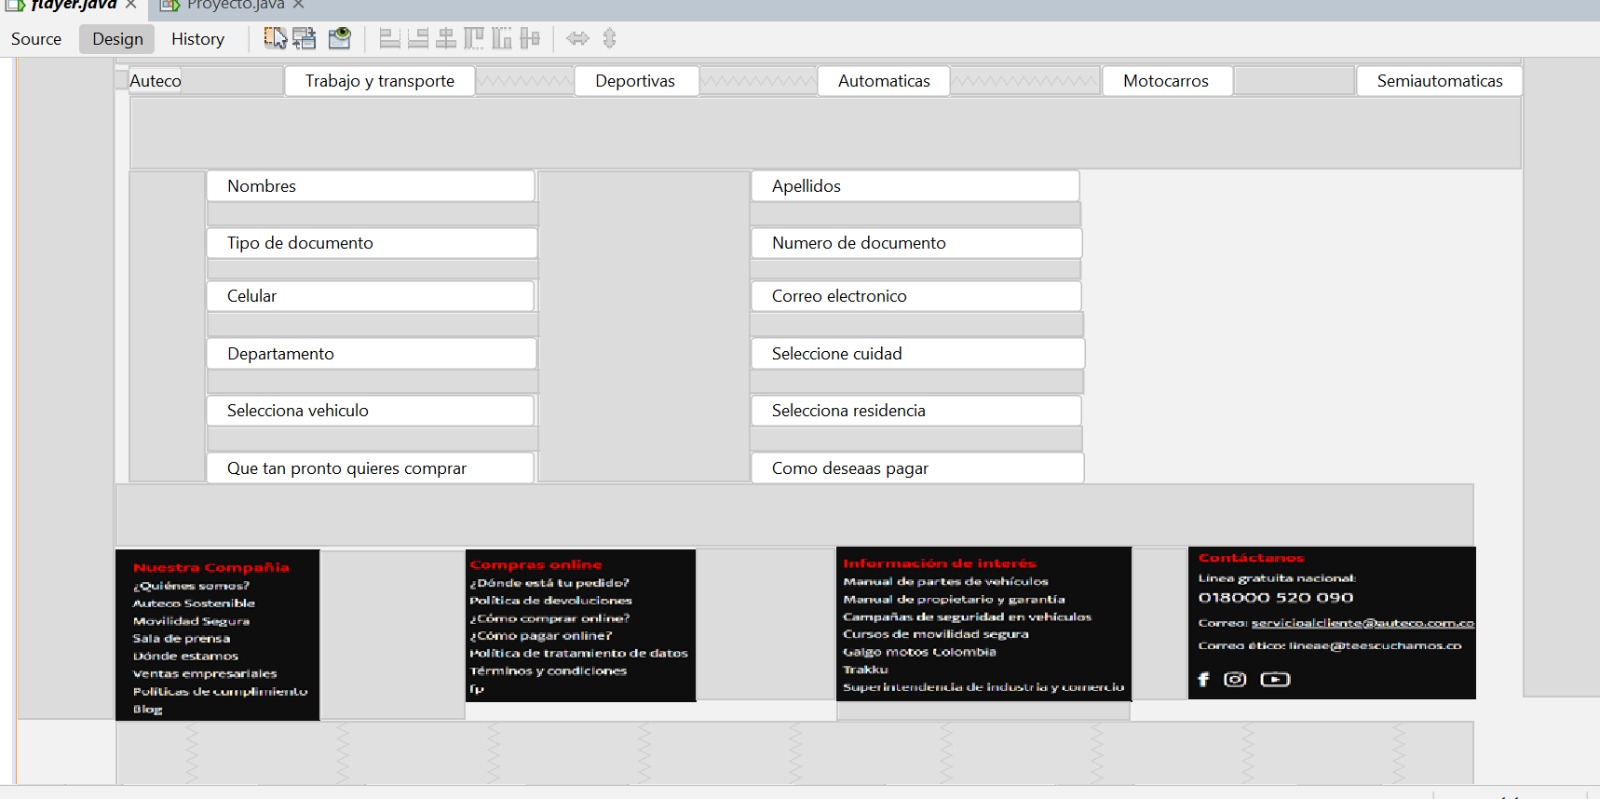 flayer.java × Proyecto.java ×
Source Design History
Auteco Trabajo y transporte Deportivas Automaticas Motocarros Semiautomaticas
Nombres Apellidos
Tipo de documento Numero de documento
Celular Correo electronico
Departamento Seleccione cuidad
Selecciona vehiculo Selecciona residencia
Que tan pronto quieres comprar Como deseaas pagar
Nuestra Compañia
¿Quiénes somos?
Auteco Sostenible
Movilidad Segura
Sala de prensa
Dónde estamos
Ventas empresariales
Políticas de cumplimiento
Blog
Compras online
¿Dónde está tu pedido?
Política de devoluciones
¿Cómo comprar online?
¿Cómo pagar online?
Política de tratamiento de datos
Términos y condiciones
Información de interés
Manual de partes de vehículos
Manual de propietario y garantía
Campañas de seguridad en vehículos
Cursos de movilidad segura
Galgo motos Colombia
Trakku
Superintendencia de industria y comercio
Contáctanos
Línea gratuita nacional:
018000 520 090
Correo: servicioalcliente@auteco.com.co
Correo ético: lineae@teescuchamos.co